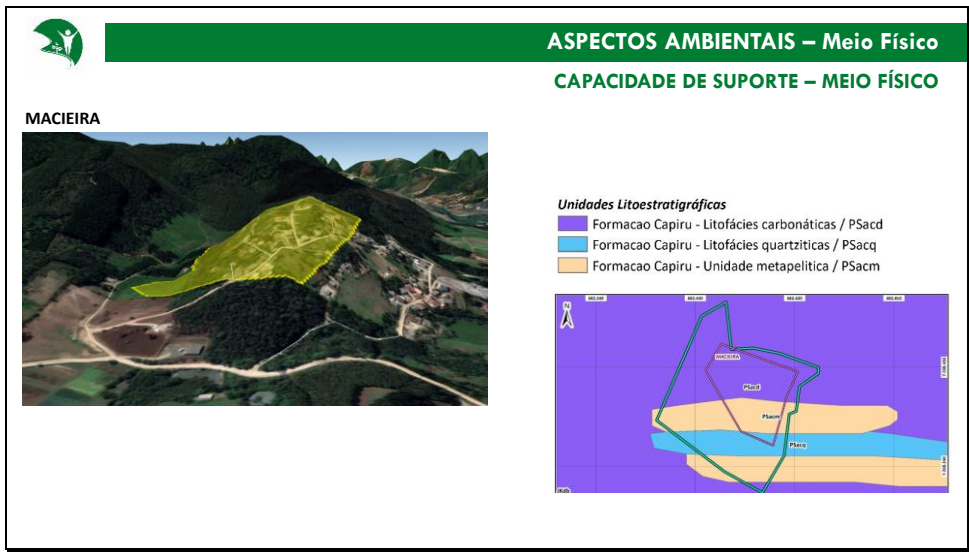 ASPECTOS AMBIENTAIS – Meio Físico
CAPACIDADE DE SUPORTE – MEIO FÍSICO
MACIEIRA
Unidades Litoestratigráficas
Formacao Capiru - Litofácies carbonáticas / PSacd
Formacao Capiru - Litofácies quartziticas / PSacq
Formacao Capiru - Unidade metapelitica / PSacm
N
MACIEIRA
PSacd
PSacm
PSacq